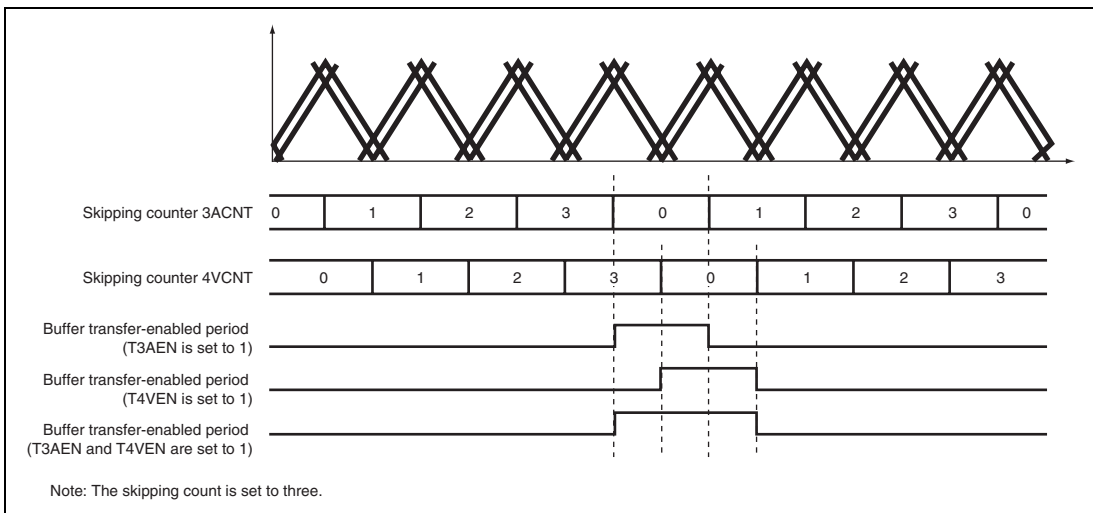 Skipping counter 3ACNT 0 1 2 3 0 1 2 3 0
Skipping counter 4VCNT 0 1 2 3 0 1 2 3
Buffer transfer-enabled period
(T3AEN is set to 1)
Buffer transfer-enabled period
(T4VEN is set to 1)
Buffer transfer-enabled period
(T3AEN and T4VEN are set to 1)
Note: The skipping count is set to three.